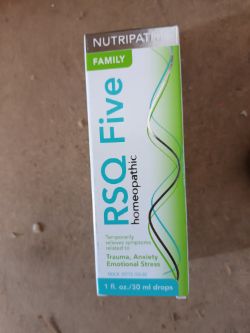 NUTRIPATH
FAMILY
RSQ Five
homeopathic
Temporarily
relieves symptoms
related to
Trauma, Anxiety
Emotional Stress
1 fl. oz./30 ml drops